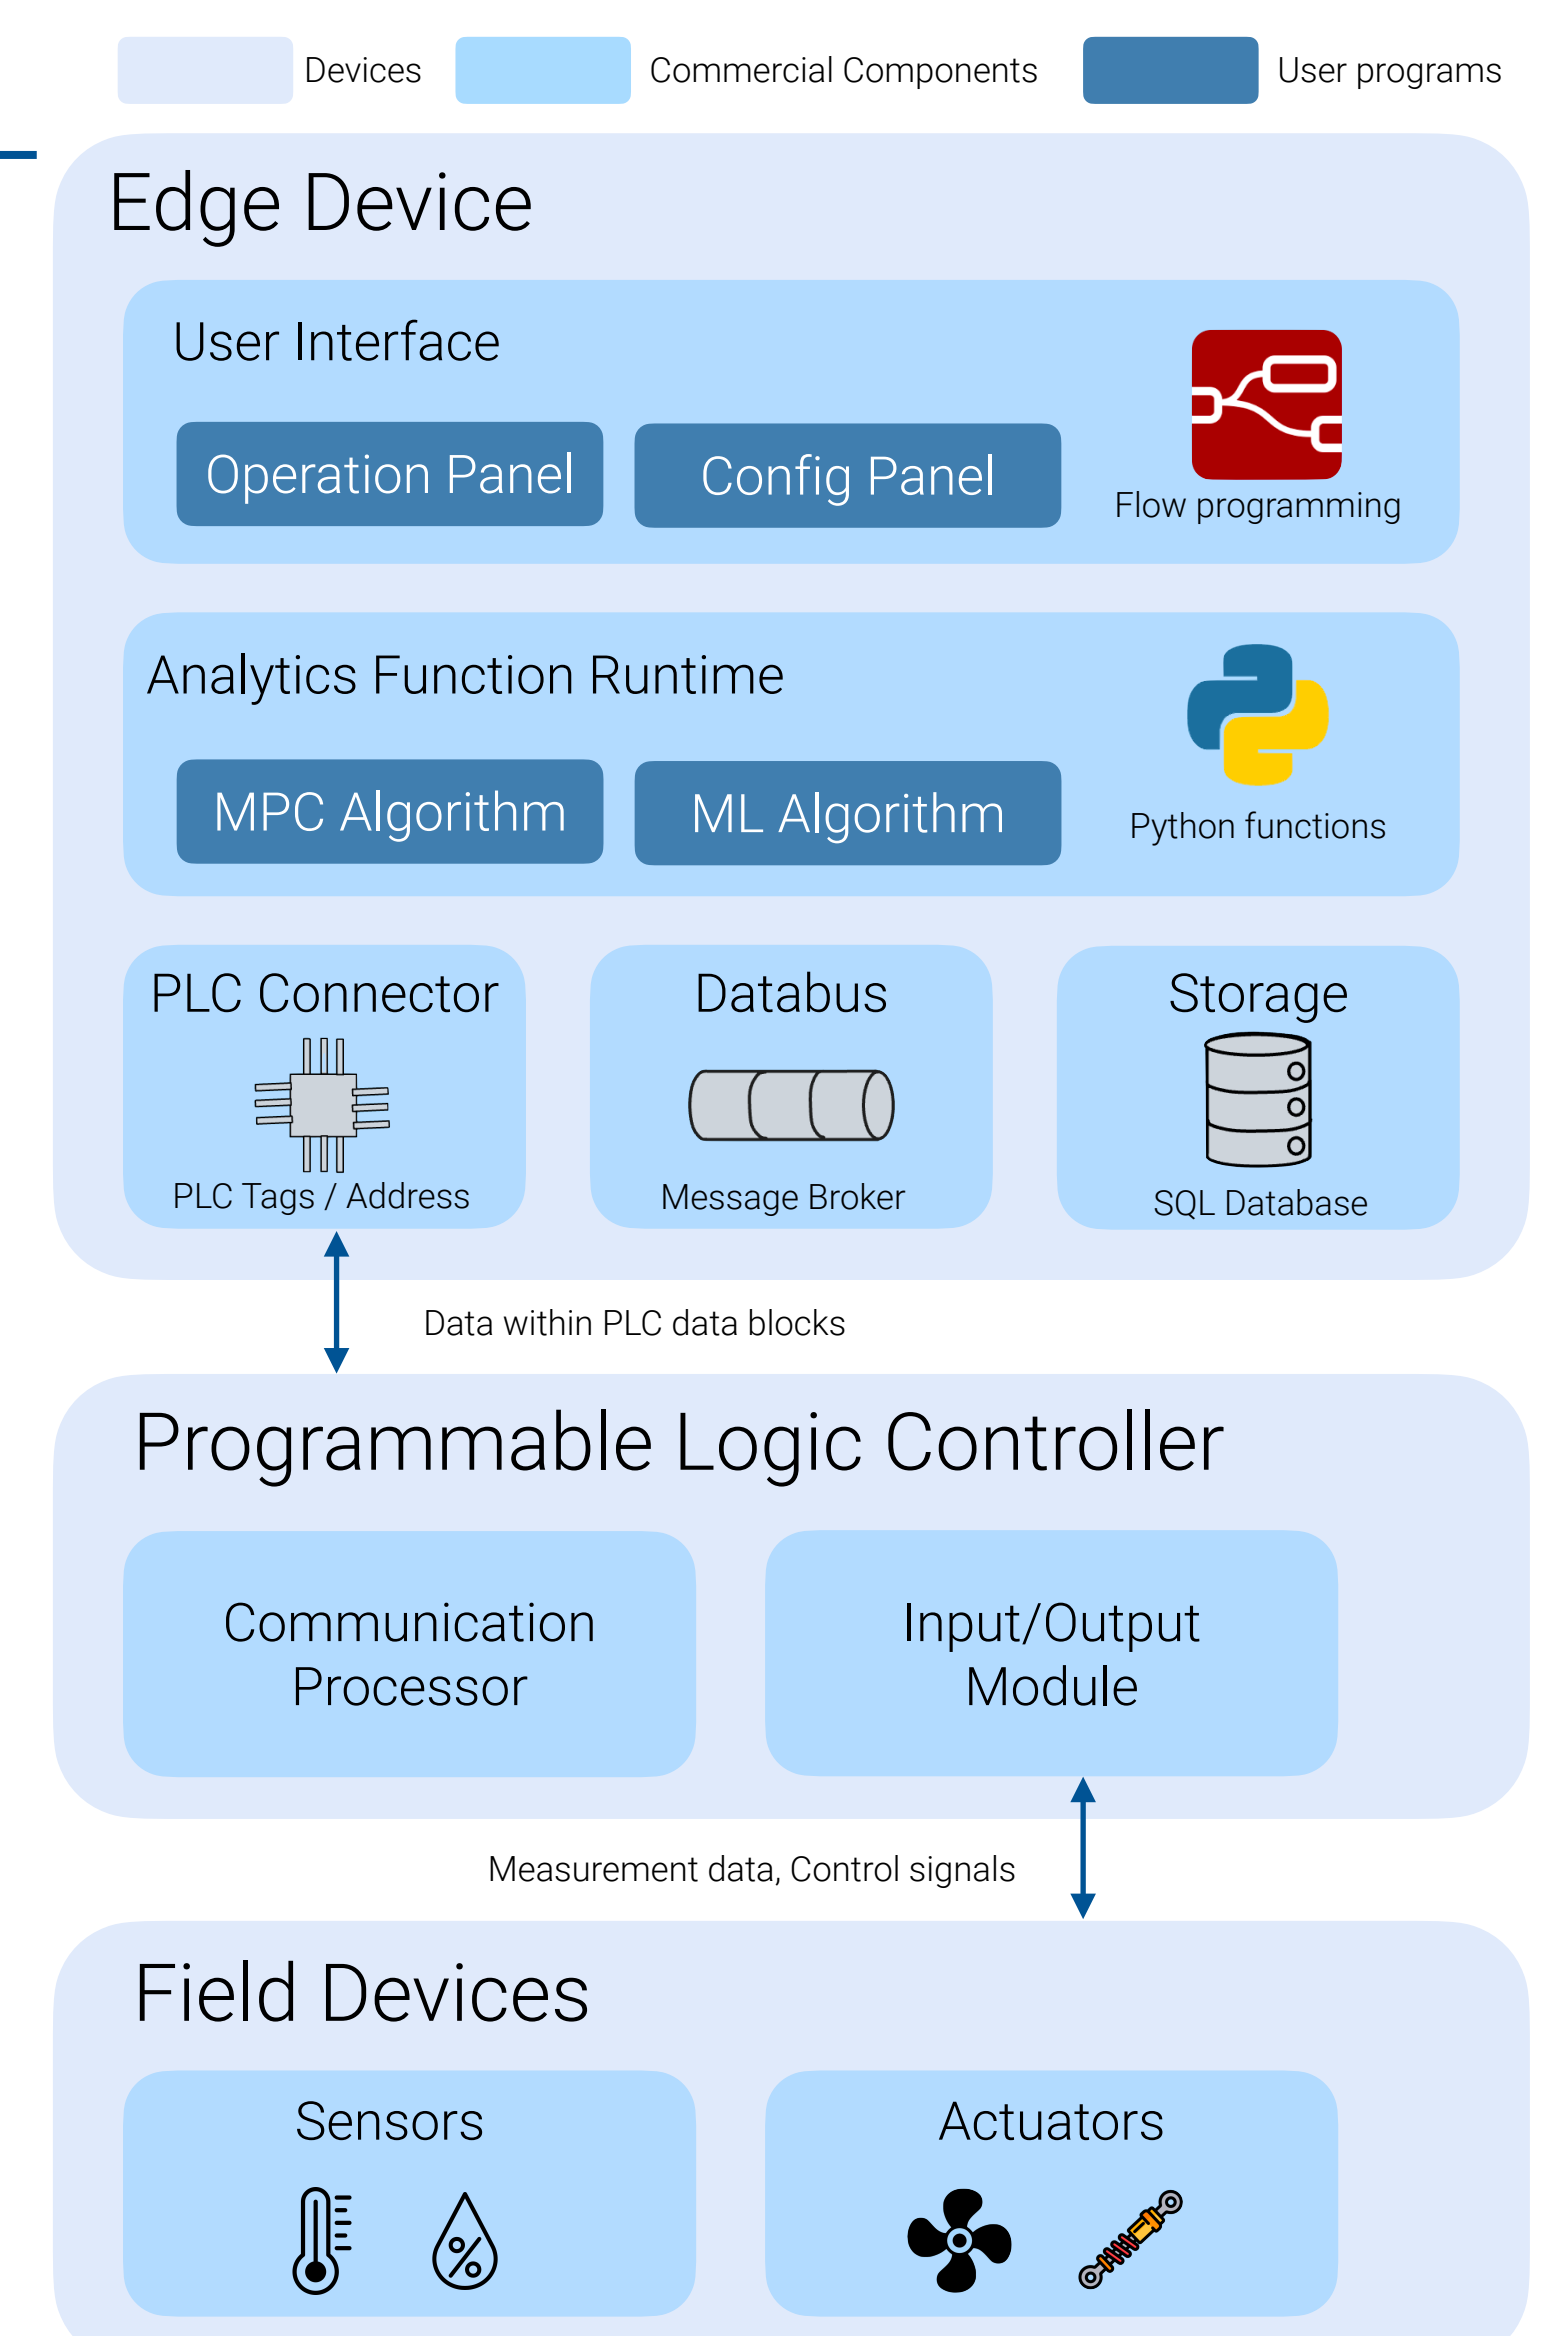 Devices
Commercial Components
User programs
Edge Device
User Interface
Operation Panel
Config Panel
Flow programming
Analytics Function Runtime
MPC Algorithm
ML Algorithm
Python functions
PLC Connector
PLC Tags / Address
Databus
Message Broker
Storage
SQL Database
Data within PLC data blocks
Programmable Logic Controller
Communication
Processor
Input/Output
Module
Measurement data, Control signals
Field Devices
Sensors
Actuators